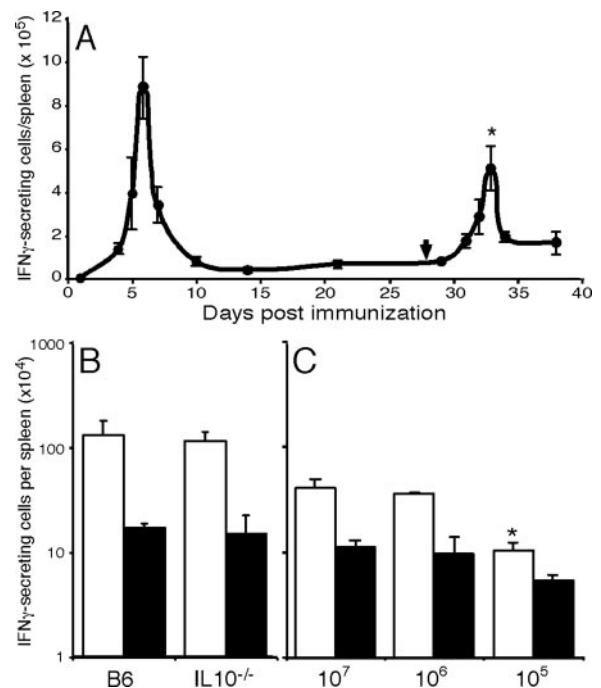 A
IFNγ-secreting cells/spleen (x 10⁵)
12
10
8
6
4
2
0
*
0 5 10 15 20 25 30 35 40
Days post immunization
B
C
IFNγ-secreting cells per spleen (x10⁴)
1000
100
10
1
*
B6 IL10⁻/⁻ 10⁷ 10⁶ 10⁵